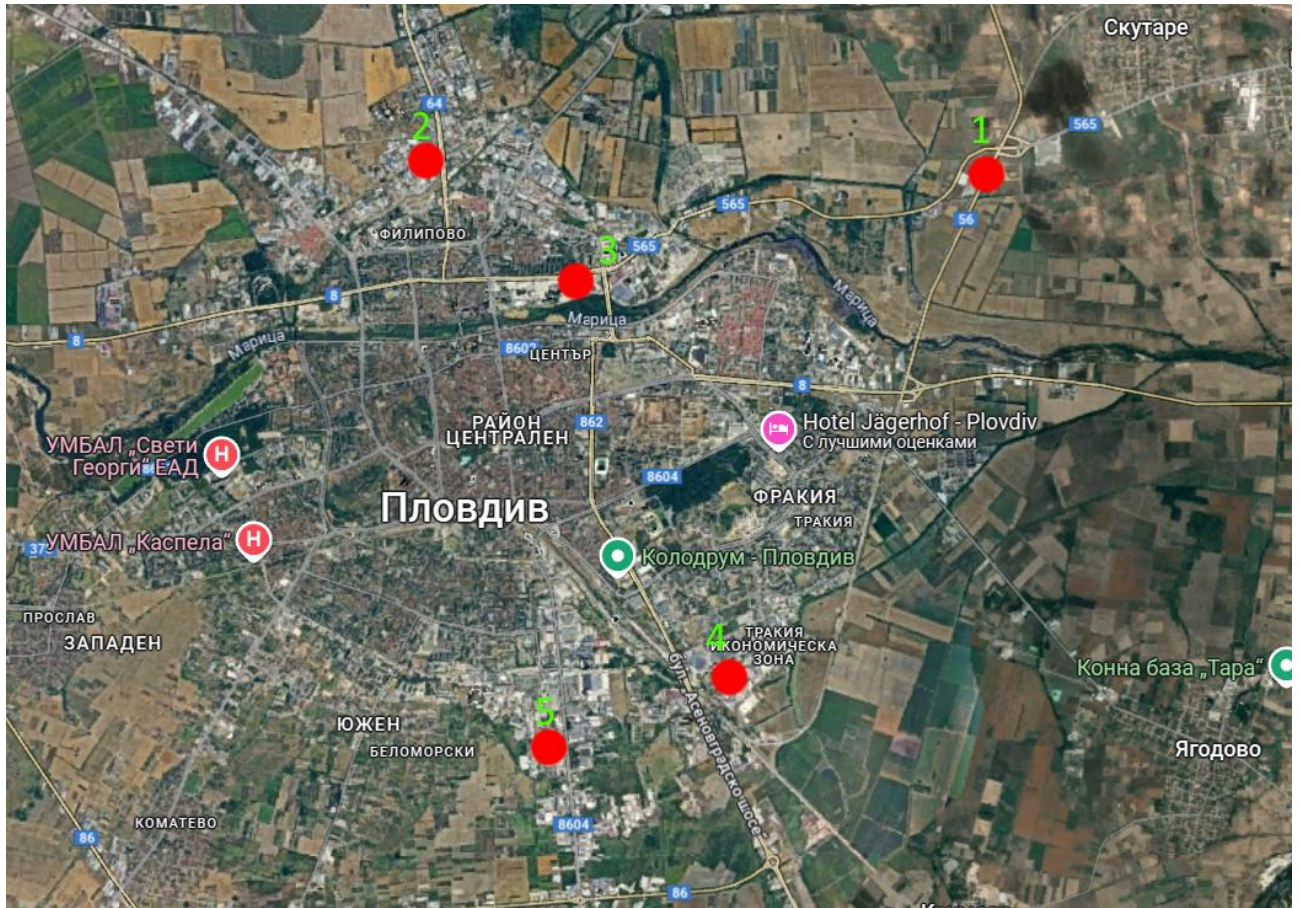 Скутаре
64
2
1
565
565
56
ФИЛИПОВО
3
565
8
Марица
Марица
Марица
8
8602
ЦЕНТЪР
8
862
РАЙОН
ЦЕНТРАЛЕН
Hotel Jägerhof - Plovdiv
С лучшими оценками
УМБАЛ „Свети
Георги“ ЕАД
H
8604
ФРАКИЯ
ТРАКИЯ
Пловдив
УМБАЛ „Каспела“
H
Колодрум - Пловдив
ПРОСЛАВ
ЗАПАДЕН
4
ТРАКИЯ
ИКОНОМИЧЕСКА
ЗОНА
Конна база „Тара“
бул. „Асеновградско шосе“
5
ЮЖЕН
БЕЛОМОРСКИ
Ягодово
КОМАТЕВО
8604
86
86